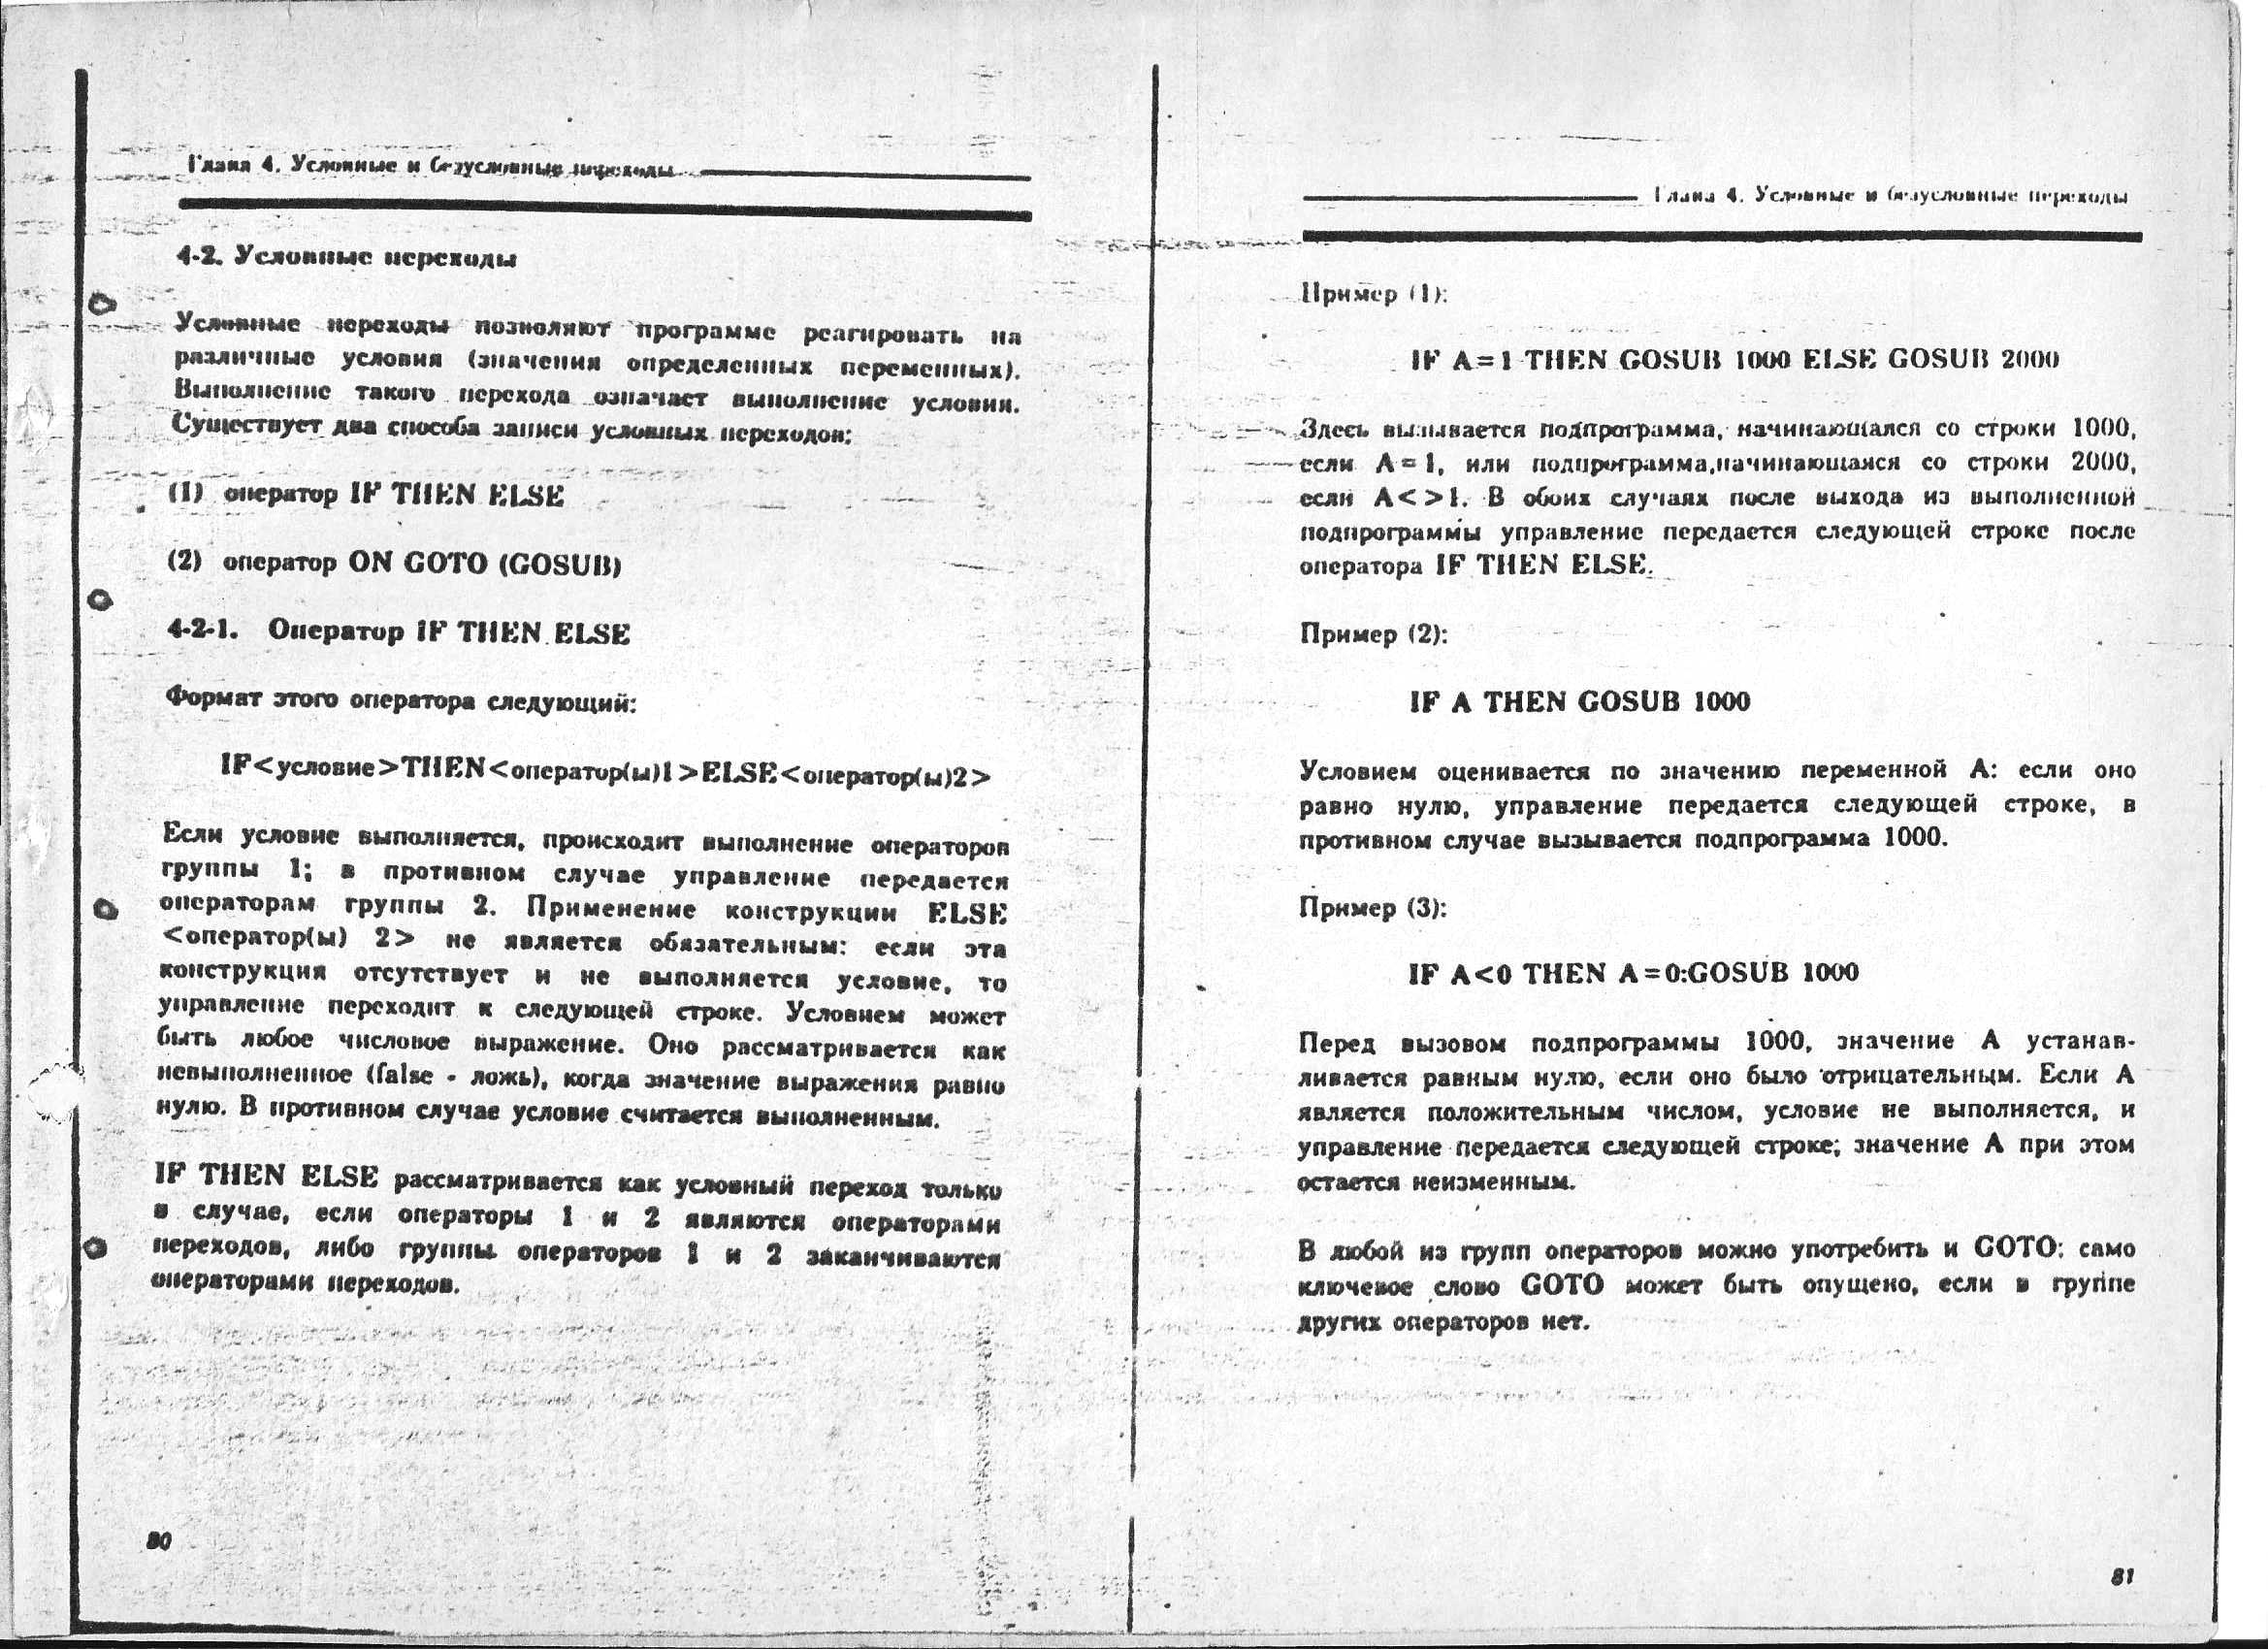 Глава 4. Условные и безусловные переходы
4-2. Условные переходы
Условные переходы позволяют программе реагировать на
различные условия (значения определенных переменных).
Выполнение такого перехода означает выполнение условия.
Существует два способа записи условных переходов:
(1) оператор IF THEN ELSE
(2) оператор ON GOTO (GOSUB)
4-2-1. Оператор IF THEN ELSE
Формат этого оператора следующий:
IF<условие>THEN<оператор(ы)1>ELSE<оператор(ы)2>
Если условие выполняется, происходит выполнение операторов
группы 1; в противном случае управление передается
операторам группы 2. Применение конструкции ELSE
<оператор(ы) 2> не является обязательным: если эта
конструкция отсутствует и не выполняется условие, то
управление переходит к следующей строке. Условием может
быть любое числовое выражение. Оно рассматривается как
невыполненное (false - ложь), когда значение выражения равно
нулю. В противном случае условие считается выполненным.
IF THEN ELSE рассматривается как условный переход только
в случае, если операторы 1 и 2 являются операторами
переходов, либо группы операторов 1 и 2 заканчиваются
операторами переходов.
80
Глава 4. Условные и безусловные переходы
Пример (1):
IF A=1 THEN GOSUB 1000 ELSE GOSUB 2000
Здесь вызывается подпрограмма, начинающаяся со строки 1000,
если A=1, или подпрограмма,начинающаяся со строки 2000,
если A<>1. В обоих случаях после выхода из выполненной
подпрограммы управление передается следующей строке после
оператора IF THEN ELSE.
Пример (2):
IF A THEN GOSUB 1000
Условием оценивается по значению переменной A: если оно
равно нулю, управление передается следующей строке, в
противном случае вызывается подпрограмма 1000.
Пример (3):
IF A<0 THEN A=0:GOSUB 1000
Перед вызовом подпрограммы 1000, значение A устанав-
ливается равным нулю, если оно было отрицательным. Если A
является положительным числом, условие не выполняется, и
управление передается следующей строке; значение A при этом
остается неизменным.
В любой из групп операторов можно употребить и GOTO: само
ключевое слово GOTO может быть опущено, если в группе
других операторов нет.
81